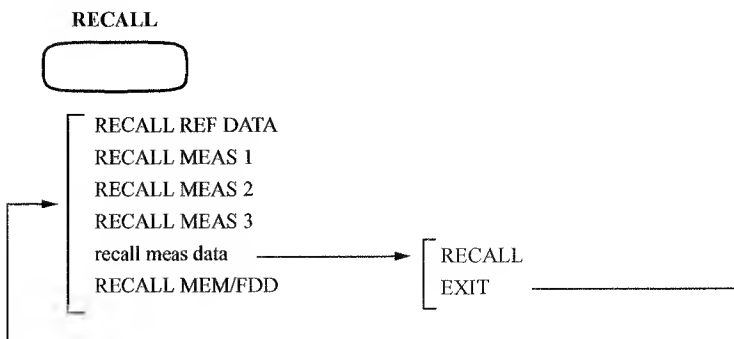 RECALL
RECALL REF DATA
RECALL MEAS 1
RECALL MEAS 2
RECALL MEAS 3
recall meas data
RECALL MEM/FDD
RECALL
EXIT